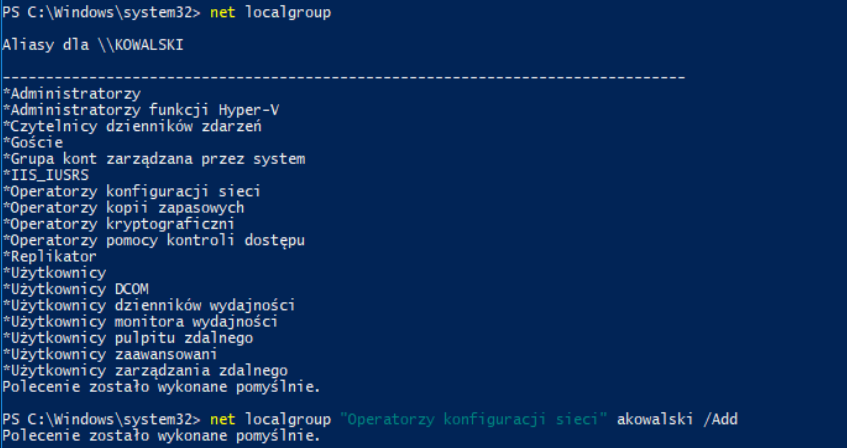 PS C:\Windows\system32> net localgroup
Aliasy dla \\KOWALSKI
-------------------------------------------------------------------------------
*Administratorzy
*Administratorzy funkcji Hyper-V
*Czytelnicy dzienników zdarzeń
*Goście
*Grupa kont zarządzana przez system
*IIS_IUSRS
*Operatorzy konfiguracji sieci
*Operatorzy kopii zapasowych
*Operatorzy kryptograficzni
*Operatorzy pomocy kontroli dostępu
*Replikator
*Użytkownicy
*Użytkownicy DCOM
*Użytkownicy dzienników wydajności
*Użytkownicy monitora wydajności
*Użytkownicy pulpitu zdalnego
*Użytkownicy zaawansowani
*Użytkownicy zarządzania zdalnego
Polecenie zostało wykonane pomyślnie.
PS C:\Windows\system32> net localgroup "Operatorzy konfiguracji sieci" akowalski /Add
Polecenie zostało wykonane pomyślnie.